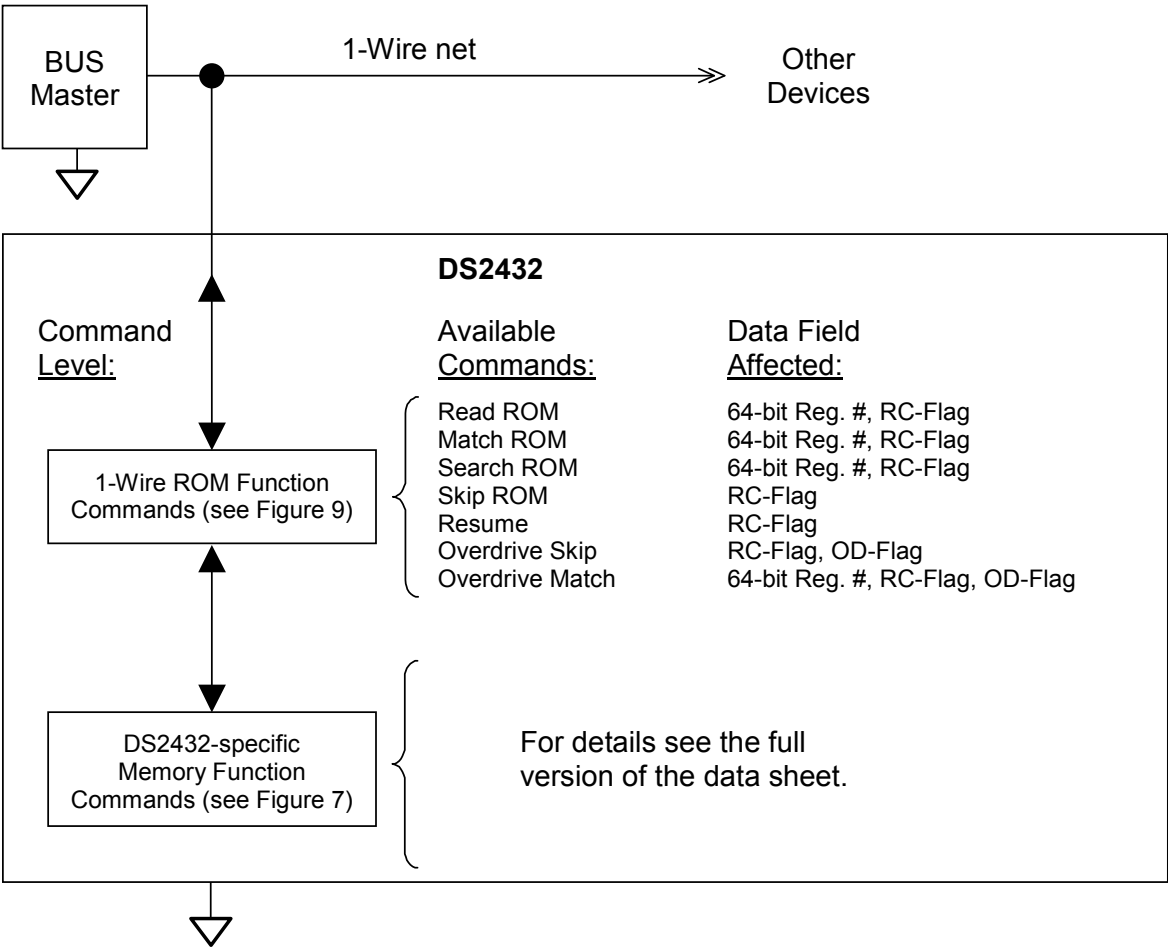 BUS
Master
1-Wire net
Other
Devices
DS2432
Command
Level:
Available
Commands:
Data Field
Affected:
Read ROM 64-bit Reg. #, RC-Flag
Match ROM 64-bit Reg. #, RC-Flag
Search ROM 64-bit Reg. #, RC-Flag
Skip ROM RC-Flag
Resume RC-Flag
Overdrive Skip RC-Flag, OD-Flag
Overdrive Match 64-bit Reg. #, RC-Flag, OD-Flag
1-Wire ROM Function
Commands (see Figure 9)
DS2432-specific
Memory Function
Commands (see Figure 7)
For details see the full
version of the data sheet.